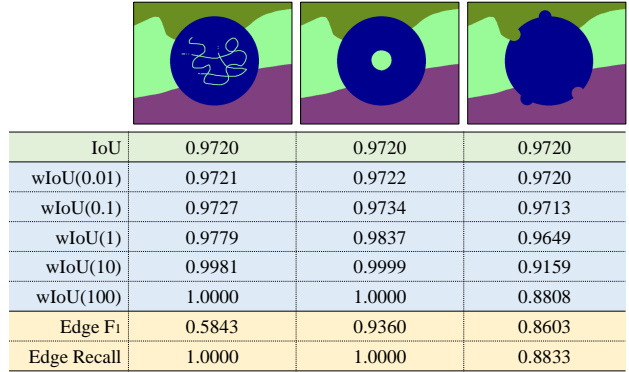 IoU 0.9720 0.9720 0.9720
wIoU(0.01) 0.9721 0.9722 0.9720
wIoU(0.1) 0.9727 0.9734 0.9713
wIoU(1) 0.9779 0.9837 0.9649
wIoU(10) 0.9981 0.9999 0.9159
wIoU(100) 1.0000 1.0000 0.8808
Edge F1 0.5843 0.9360 0.8603
Edge Recall 1.0000 1.0000 0.8833